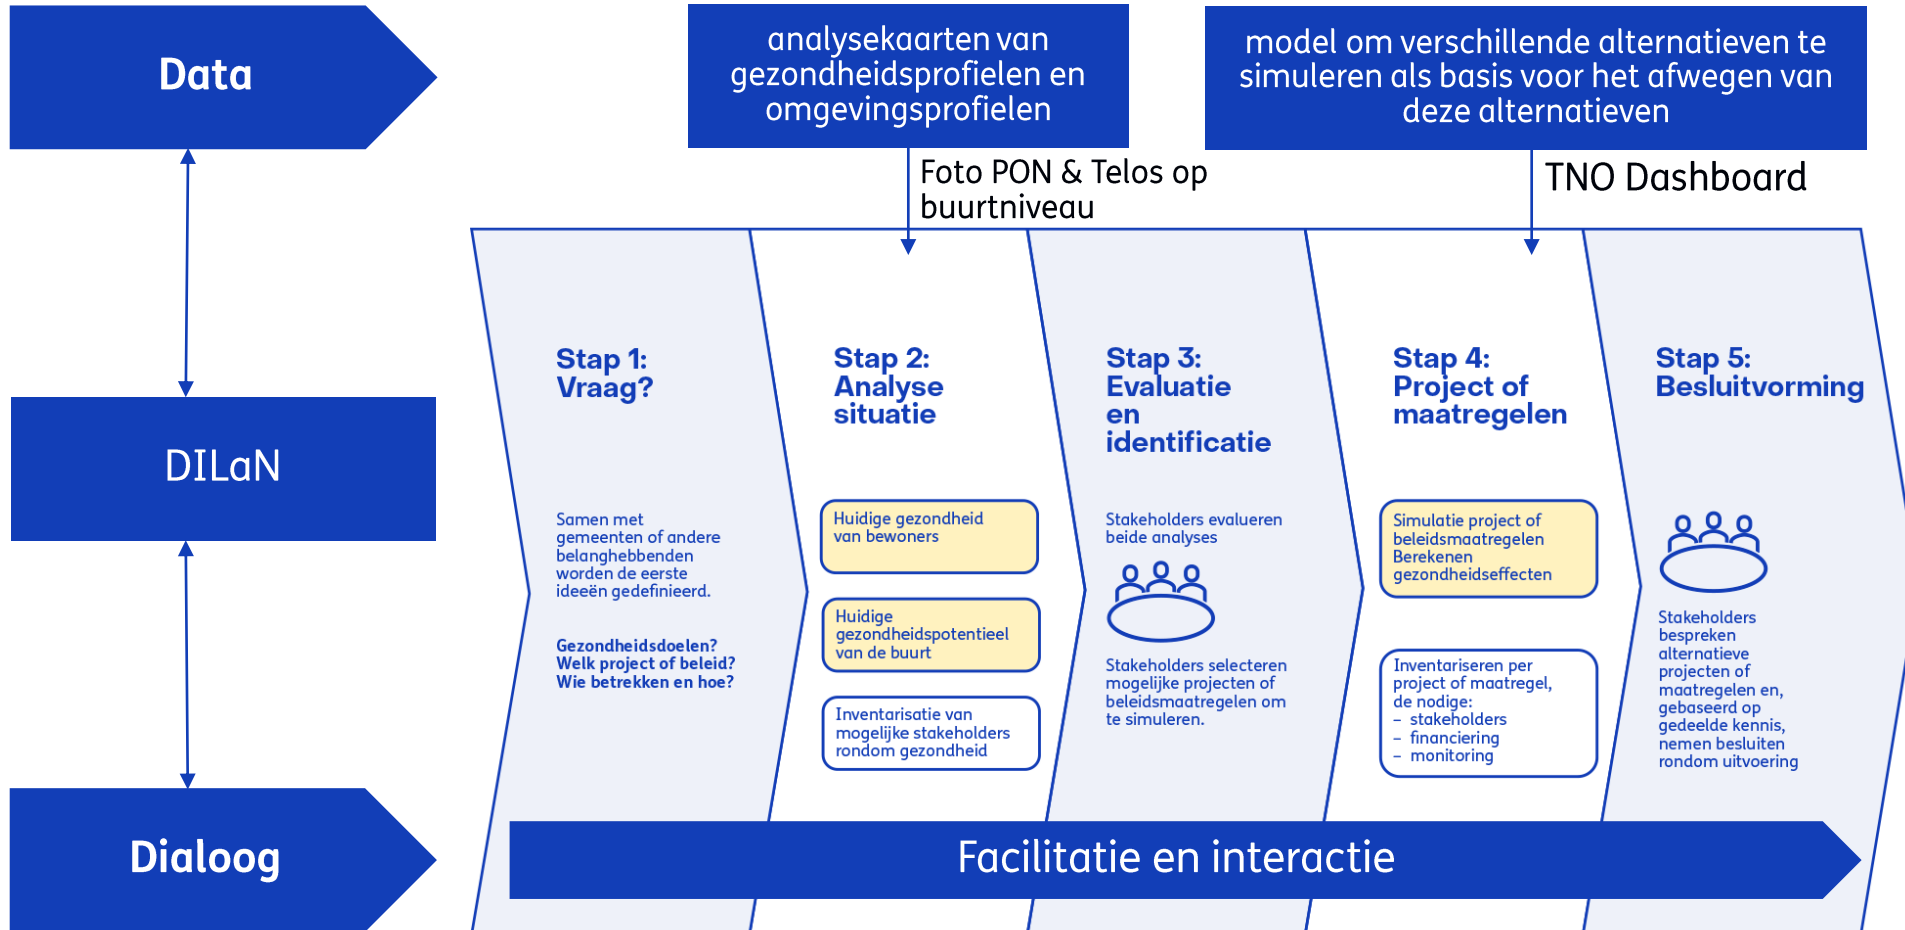 Data
analysekaarten van
gezondheidsprofielen en
omgevingsprofielen
model om verschillende alternatieven te
simuleren als basis voor het afwegen van
deze alternatieven
Foto PON & Telos op
buurtniveau
TNO Dashboard
DILaN
Stap 1:
Vraag?
Samen met
gemeenten of andere
belanghebbenden
worden de eerste
ideeën gedefinieerd.
Gezondheidsdoelen?
Welk project of beleid?
Wie betrekken en hoe?
Stap 2:
Analyse
situatie
Huidige gezondheid
van bewoners
Huidige
gezondheidspotentieel
van de buurt
Inventarisatie van
mogelijke stakeholders
rondom gezondheid
Stap 3:
Evaluatie
en
identificatie
Stakeholders evalueren
beide analyses
Stakeholders selecteren
mogelijke projecten of
beleidsmaatregelen om
te simuleren.
Stap 4:
Project of
maatregelen
Simulatie project of
beleidsmaatregelen
Berekenen
gezondheidseffecten
Inventariseren per
project of maatregel,
de nodige:
– stakeholders
– financiering
– monitoring
Stap 5:
Besluitvorming
Stakeholders
bespreken
alternatieve
projecten of
maatregelen en,
gebaseerd op
gedeelde kennis,
nemen besluiten
rondom uitvoering
Dialoog
Facilitatie en interactie